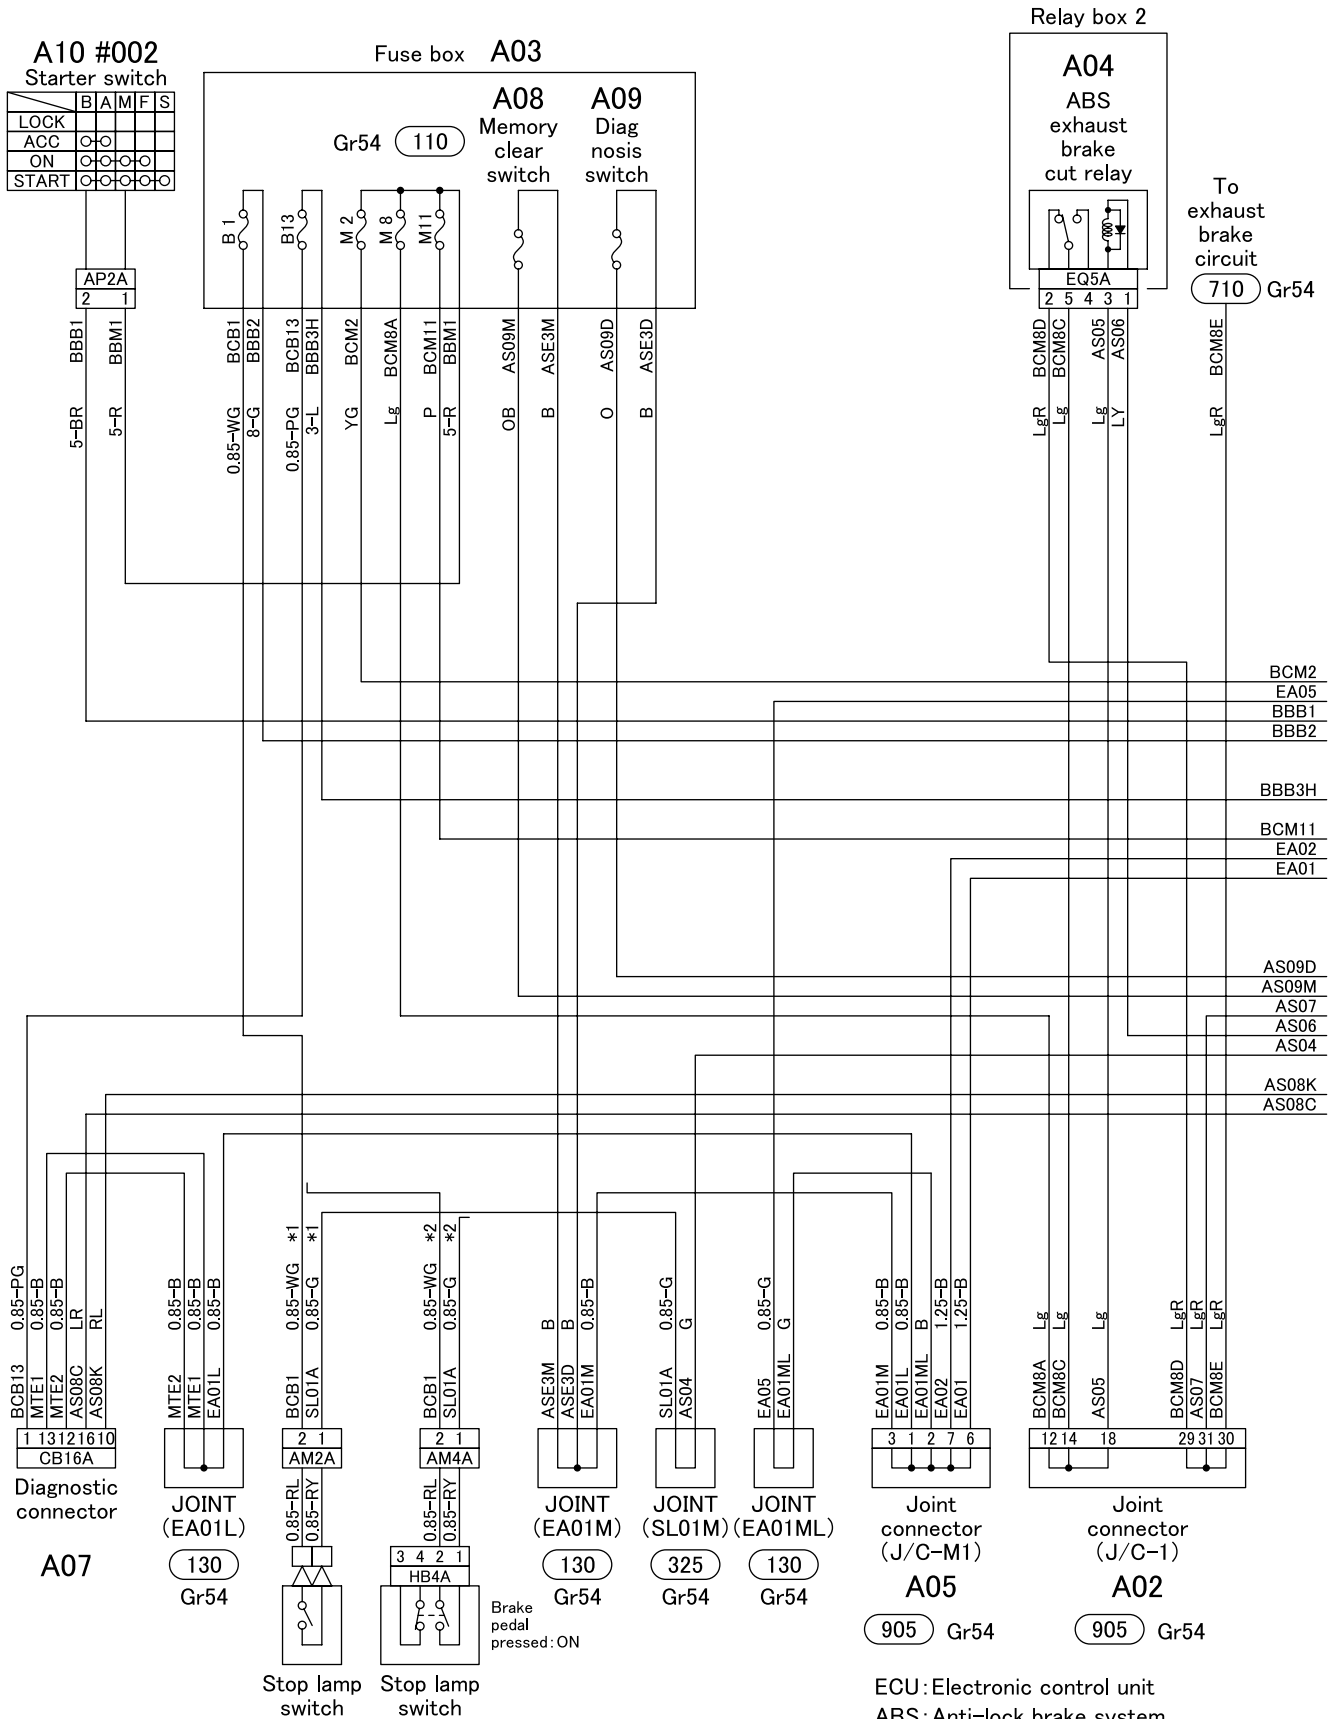 Relay box 2
A10 #002
Starter switch
B A M F S
LOCK
ACC
ON
START
AP2A
2 1
Fuse box A03
A08
Memory
clear
switch
A09
Diag
nosis
switch
Gr54 110
B 1
B13
M 2
M 8
M11
A04
ABS
exhaust
brake
cut relay
EQ5A
2 5 4 3 1
To
exhaust
brake
circuit
710 Gr54
BBB1
BBM1
BCB1
BBB2
BCB13
BBB3H
BCM2
BCM8A
BCM11
BBM1
AS09M
ASE3M
AS09D
ASE3D
BCM8D
BCM8C
AS05
AS06
BCM8E
5-BR
5-R
0.85-WG
8-G
0.85-PG
3-L
YG
Lg
P
5-R
OB
B
O
B
LgR
Lg
Lg
LY
LgR
BCM2
EA05
BBB1
BBB2
BBB3H
BCM11
EA02
EA01
AS09D
AS09M
AS07
AS06
AS04
AS08K
AS08C
*1
*1
*2
*2
0.85-PG
0.85-B
0.85-B
LR
RL
0.85-B
0.85-B
0.85-B
0.85-WG
0.85-G
0.85-WG
0.85-G
B
B
0.85-B
0.85-G
G
0.85-G
G
0.85-B
0.85-B
B
1.25-B
1.25-B
Lg
Lg
Lg
LgR
LgR
LgR
BCB13
MTE1
MTE2
AS08C
AS08K
MTE2
MTE1
EA01L
BCB1
SL01A
BCB1
SL01A
ASE3M
ASE3D
EA01M
SL01A
AS04
EA05
EA01ML
EA01M
EA01L
EA01ML
EA02
EA01
BCM8A
BCM8C
AS05
BCM8D
AS07
BCM8E
1 13 12 16 10
CB16A
Diagnostic
connector
A07
JOINT
(EA01L)
130
Gr54
2 1
AM2A
0.85-RL
0.85-RY
Stop lamp
switch
2 1
AM4A
0.85-RL
0.85-RY
3 4 2 1
HB4A
Brake
pedal
pressed:ON
Stop lamp
switch
JOINT
(EA01M)
130
Gr54
JOINT
(SL01M)
325
Gr54
JOINT
(EA01ML)
130
Gr54
3 1 2 7 6
Joint
connector
(J/C-M1)
A05
905 Gr54
12 14 18 29 31 30
Joint
connector
(J/C-1)
A02
905 Gr54
ECU:Electronic control unit
ABS:Anti-lock brake system